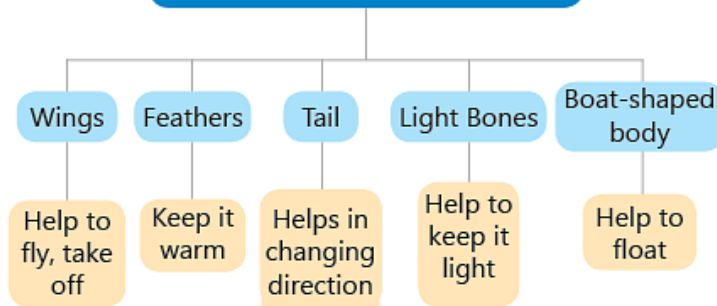 Wings
Feathers
Tail
Light Bones
Boat-shaped
body
Help to
fly, take
off
Keep it
warm
Helps in
changing
direction
Help to
keep it
light
Help to
float